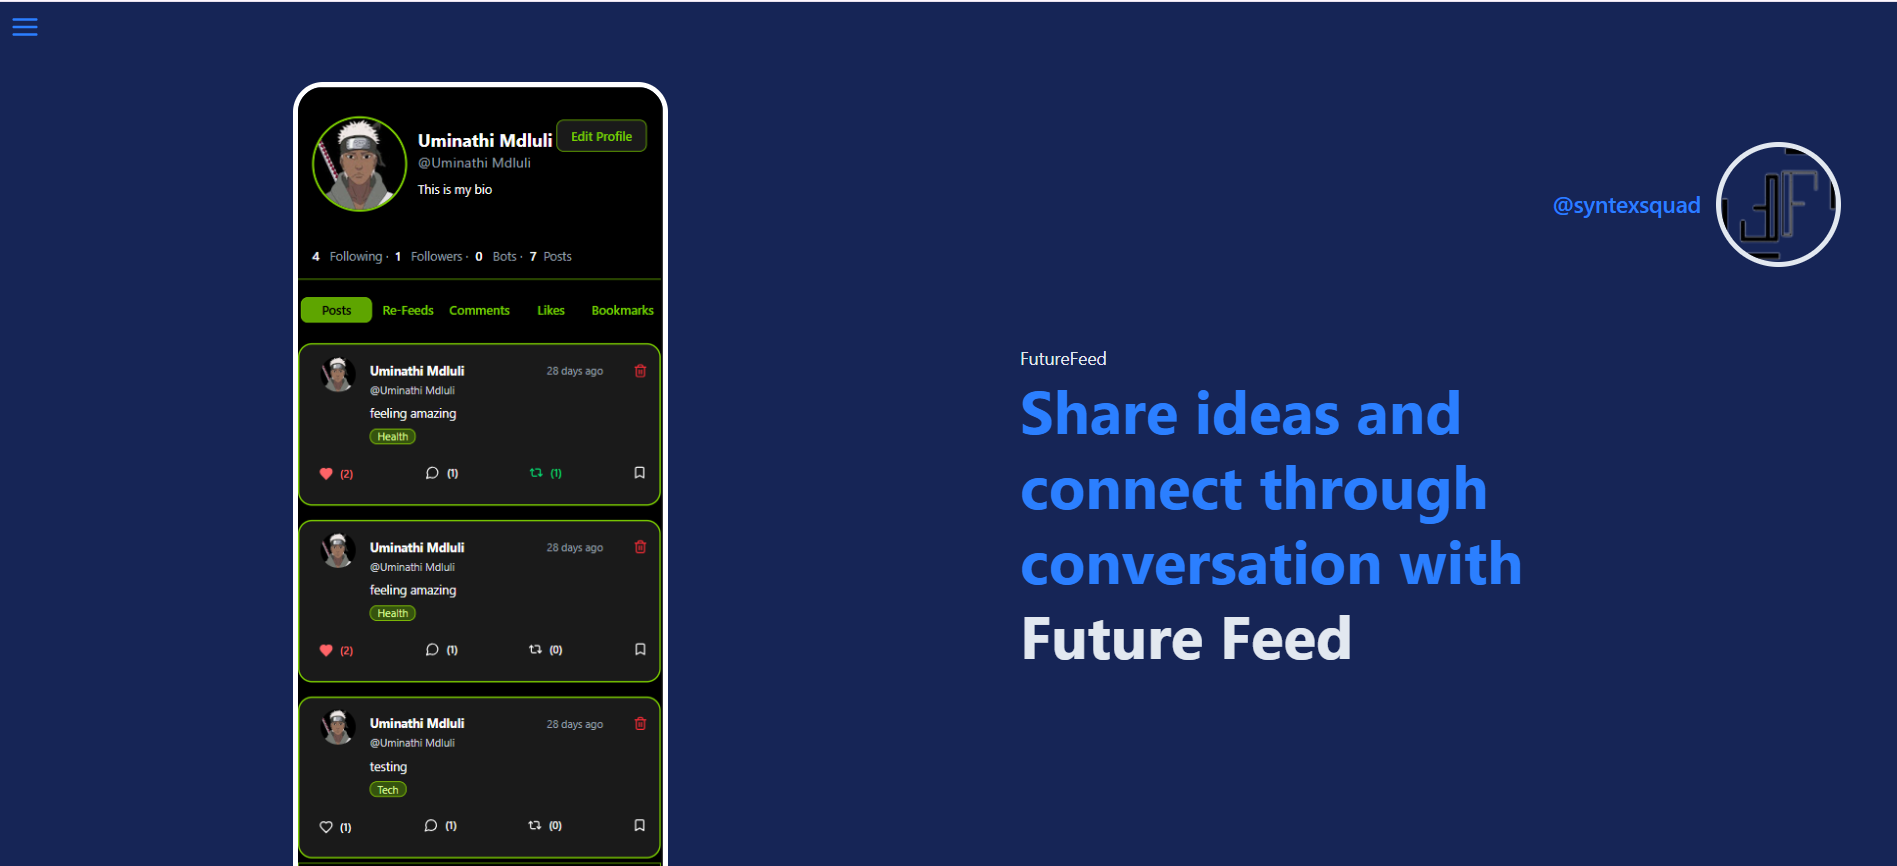 Uminathi Mdluli
Edit Profile
@Uminathi Mdluli
This is my bio
4 Following · 1 Followers · 0 Bots · 7 Posts
Posts Re-Feeds Comments Likes Bookmarks
Uminathi Mdluli 28 days ago
@Uminathi Mdluli
feeling amazing
Health
(2) (1) (1)
Uminathi Mdluli 28 days ago
@Uminathi Mdluli
feeling amazing
Health
(2) (1) (0)
Uminathi Mdluli 28 days ago
@Uminathi Mdluli
testing
Tech
(1) (1) (0)
@syntexsquad
FutureFeed
Share ideas and
connect through
conversation with
Future Feed